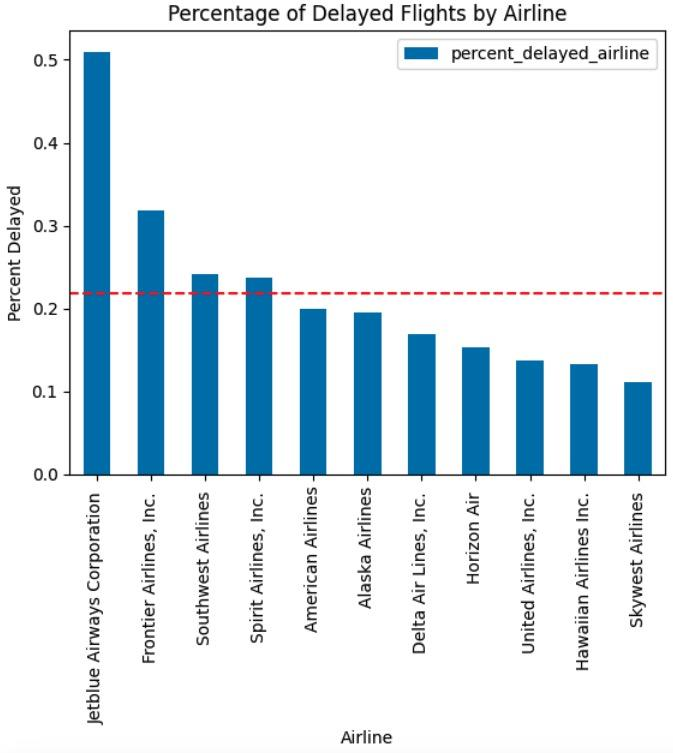 Percentage of Delayed Flights by Airline
percent_delayed_airline
Percent Delayed
0.5
0.4
0.3
0.2
0.1
0.0
Jetblue Airways Corporation
Frontier Airlines, Inc.
Southwest Airlines
Spirit Airlines, Inc.
American Airlines
Alaska Airlines
Delta Air Lines, Inc.
Horizon Air
United Airlines, Inc.
Hawaiian Airlines Inc.
Skywest Airlines
Airline